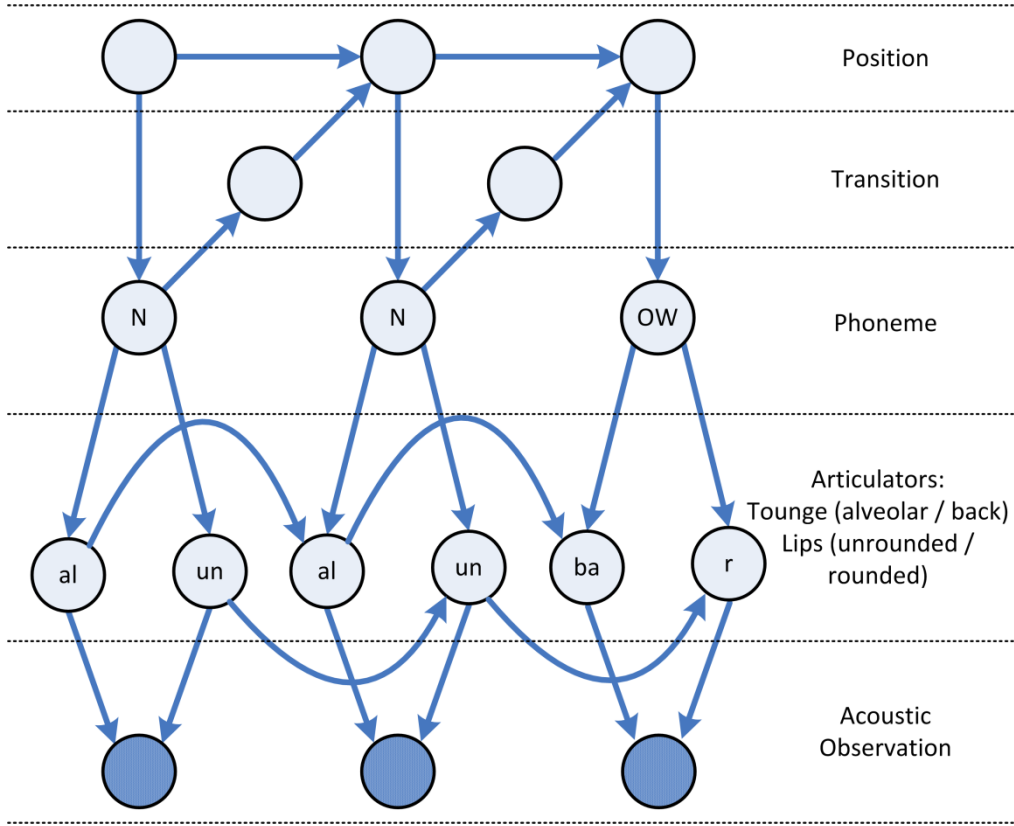 Position
Transition
N
N
OW
Phoneme
Articulators:
Tounge (alveolar / back)
Lips (unrounded /
rounded)
al
un
al
un
ba
r
Acoustic
Observation